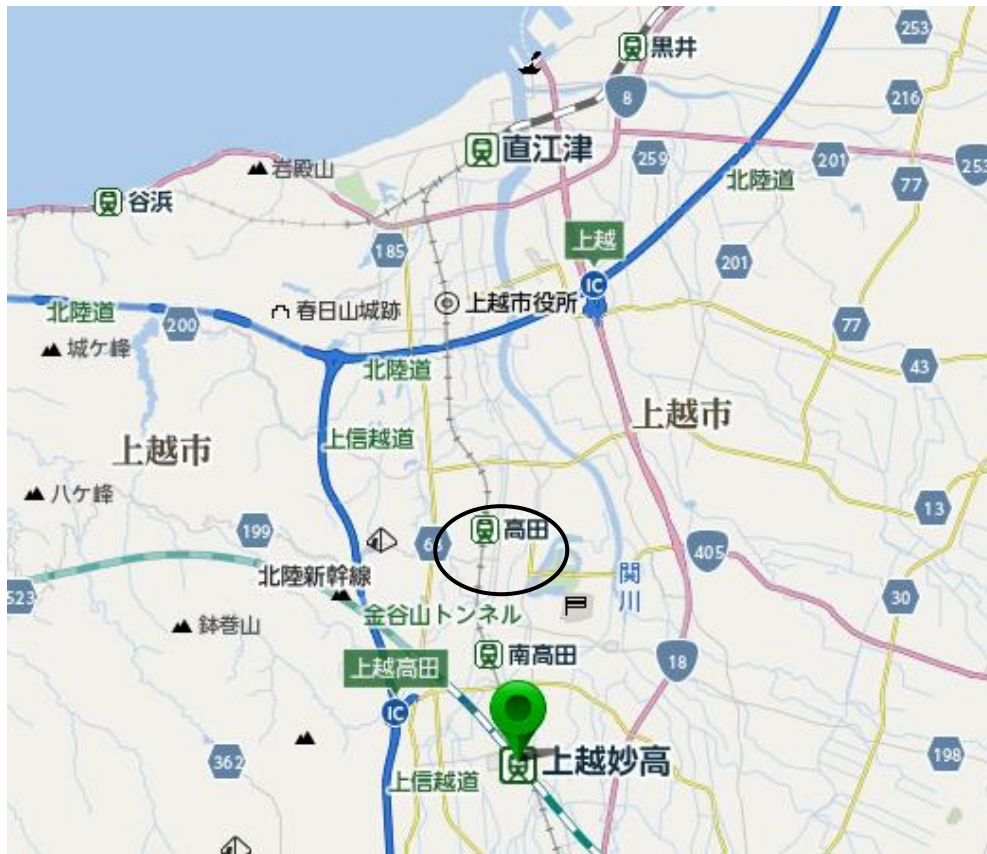 253
黒井
8
216
直江津
岩殿山
259
201
253
77
北陸道
谷浜
上越
185
201
IC
北陸道
200
春日山城跡
上越市役所
77
城ケ峰
北陸道
43
上越市
上信越道
上越市
八ケ峰
13
199
高田
405
北陸新幹線
関川
523
30
金谷山トンネル
鉢巻山
南高田
上越高田
18
IC
362
上越妙高
198
上信越道